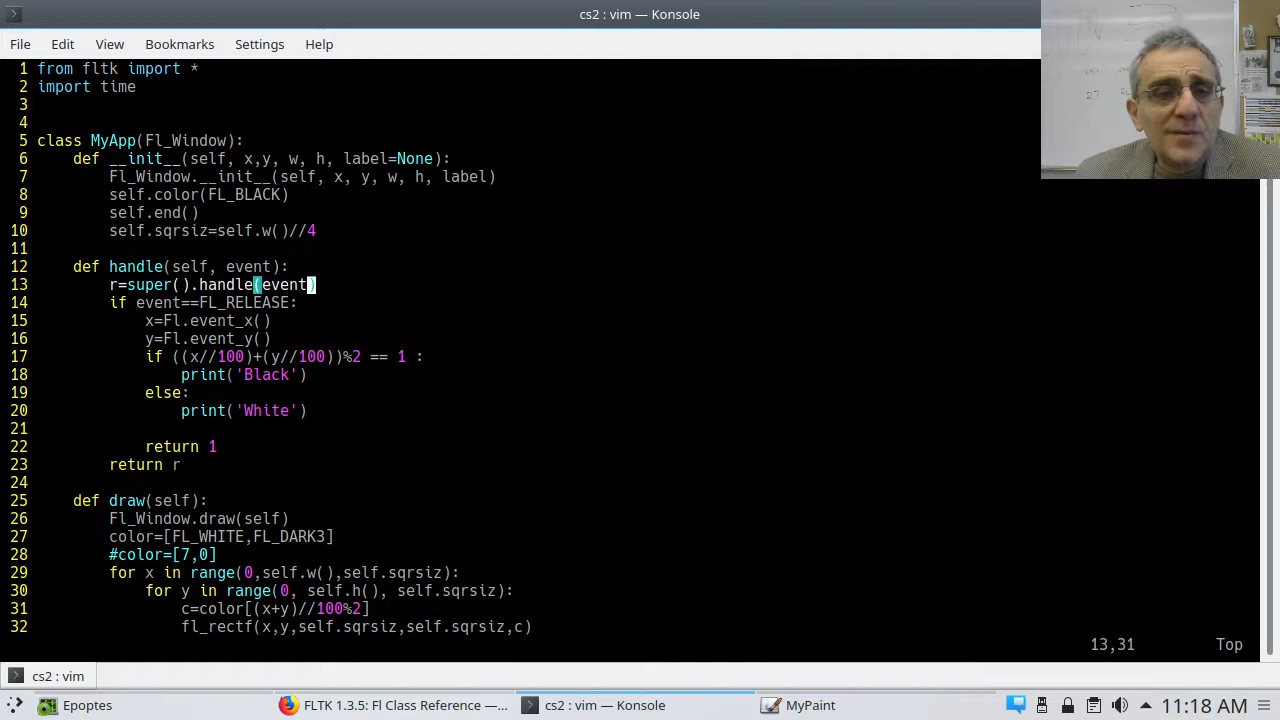 cs2 : vim — Konsole
File Edit View Bookmarks Settings Help
1 from fltk import *
2 import time
3
4
5 class MyApp(Fl_Window):
6     def __init__(self, x,y, w, h, label=None):
7         Fl_Window.__init__(self, x, y, w, h, label)
8         self.color(FL_BLACK)
9         self.end()
10         self.sqrsiz=self.w()//4
11
12     def handle(self, event):
13         r=super().handle(event)
14         if event==FL_RELEASE:
15             x=Fl.event_x()
16             y=Fl.event_y()
17             if ((x//100)+(y//100))%2 == 1 :
18                 print('Black')
19             else:
20                 print('White')
21
22             return 1
23         return r
24
25     def draw(self):
26         Fl_Window.draw(self)
27         color=[FL_WHITE,FL_DARK3]
28         #color=[7,0]
29         for x in range(0,self.w(),self.sqrsiz):
30             for y in range(0, self.h(), self.sqrsiz):
31                 c=color[(x+y)//100%2]
32                 fl_rectf(x,y,self.sqrsiz,self.sqrsiz,c)
13,31 Top
cs2 : vim
Epoptes FLTK 1.3.5: Fl Class Reference —... cs2 : vim — Konsole MyPaint 11:18 AM